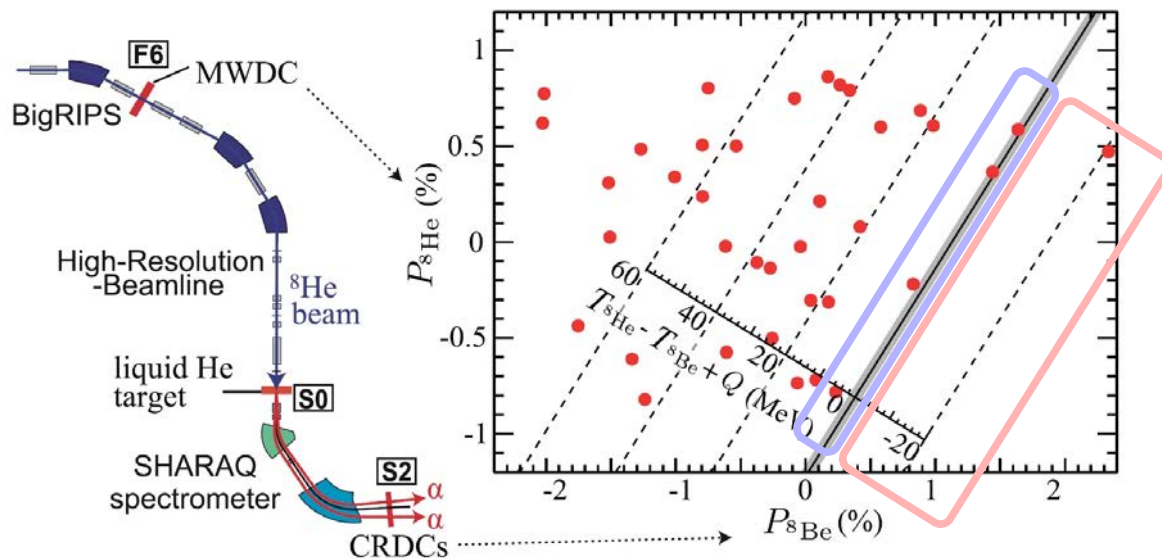 F6
MWDC
BigRIPS
High-Resolution
-Beamline
⁸He
beam
liquid He
target
S0
SHARAQ
spectrometer
S2
α
α
CRDCs
P⁸He (%)
1
0.5
0
-0.5
-1
60
40
20
0
-20
T⁸He - T⁸Be + Q (MeV)
-2
-1
0
1
2
P⁸Be (%)